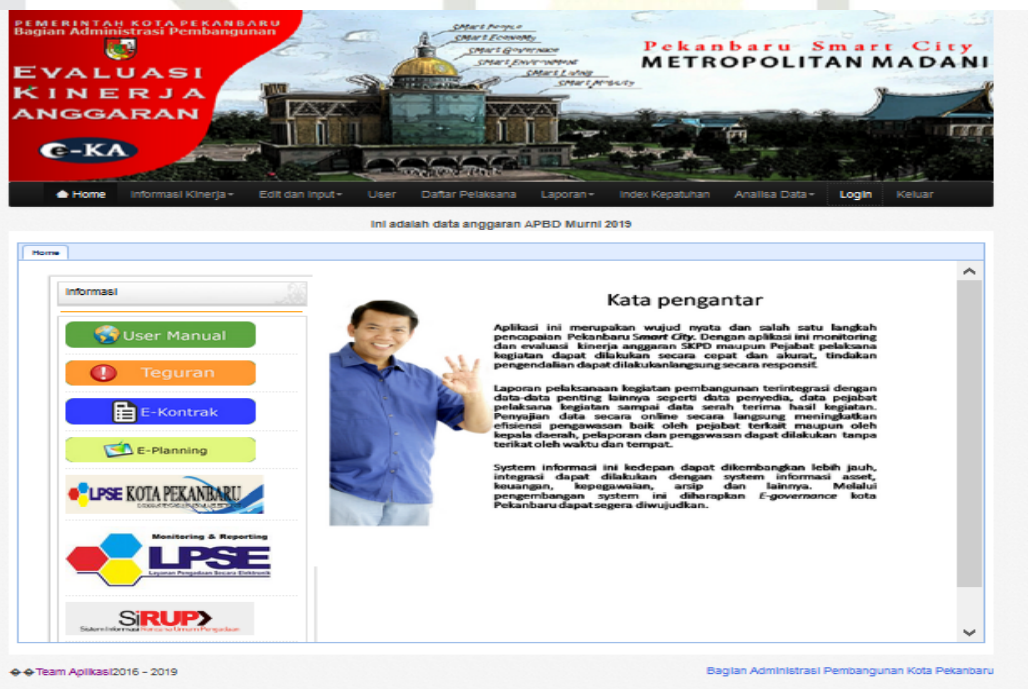 PEMERINTAH KOTA PEKANBARU
Bagian Administrasi Pembangunan
EVALUASI
KINERJA
ANGGARAN
e-KA
SMart People
SMart Economy
SMart Governace
SMart Environment
SMart Living
SMart Mobility
Pekanbaru Smart City
METROPOLITAN MADANI
Home Informasi Kinerja Edit dan Input User Daftar Pelaksana Laporan Index Kepatuhan Analisa Data Login Keluar
Ini adalah data anggaran APBD Murni 2019
Home
Informasi
User Manual
Teguran
E-Kontrak
E-Planning
LPSE KOTA PEKANBARU
Monitoring & Reporting
LPSE
Layanan Pengadaan Secara Elektronik
SiRUP
Sistem Informasi Rencana Umum Pengadaan
Kata pengantar
Aplikasi ini merupakan wujud nyata dan salah satu langkah
pencapaian Pekanbaru Smart City. Dengan aplikasi ini monitoring
dan evaluasi kinerja anggaran SKPD maupun Pejabat pelaksana
kegiatan dapat dilakukan secara cepat dan akurat, tindakan
pengendalian dapat dilakukanlangsung secara responsif.
Laporan pelaksanaan kegiatan pembangunan terintegrasi dengan
data-data penting lainnya seperti data penyedia, data pejabat
pelaksana kegiatan sampai data serah terima hasil kegiatan.
Penyajian data secara online secara langsung meningkatkan
efisiensi pengawasan baik oleh pejabat terkait maupun oleh
kepala daerah, pelaporan dan pengawasan dapat dilakukan tanpa
terikat oleh waktu dan tempat.
System informasi ini kedepan dapat dikembangkan lebih jauh,
integrasi dapat dilakukan dengan system informasi asset,
keuangan, kepegawaian, arsip dan lainnya. Melalui
pengembangan system ini diharapkan E-governance kota
Pekanbaru dapat segera diwujudkan.
��Team Aplikasi2016 - 2019
Bagian Administrasi Pembangunan Kota Pekanbaru